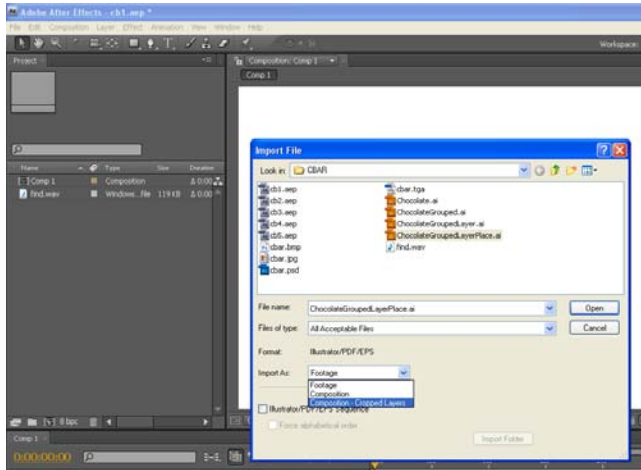 Adobe After Effects - cb1.aep *
File Edit Composition Layer Effect Animation View Window Help
Workspace:
Project
Composition: Comp 1
Comp 1
Name Type Size Duration
Comp 1 Composition Δ 0:00
find.wav Windows...file 119 KB Δ 0:00
8 bpc
Comp 1
0:00:00:00
Import File
Look in: CBAR
cb1.aep
cb2.aep
cb3.aep
cb4.aep
cb5.aep
cbar.bmp
cbar.jpg
cbar.psd
cbar.tga
Chocolate.ai
ChocolateGrouped.ai
ChocolateGroupedLayer.ai
ChocolateGroupedLayerPlace.ai
find.wav
File name: ChocolateGroupedLayerPlace.ai Open
Files of type: All Acceptable Files Cancel
Format: Illustrator/PDF/EPS
Import As: Footage
Footage
Composition
Composition - Cropped Layers
Illustrator/PDF/EPS Sequence
Force alphabetical order
Import Folder